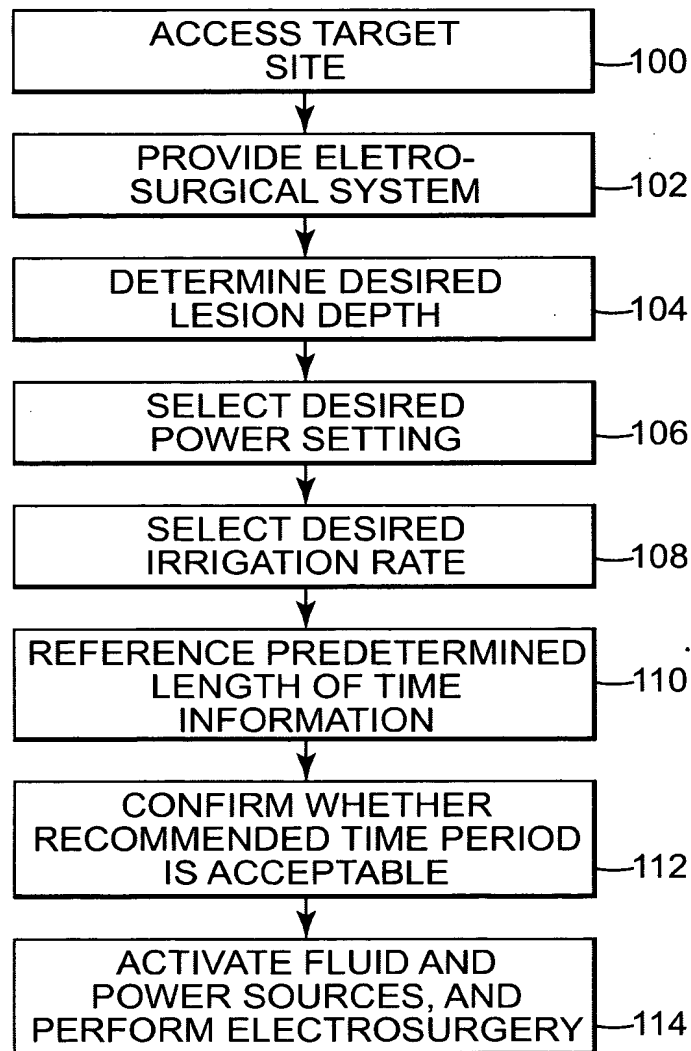 ACCESS TARGET
SITE
100
PROVIDE ELETRO-
SURGICAL SYSTEM
102
DETERMINE DESIRED
LESION DEPTH
104
SELECT DESIRED
POWER SETTING
106
SELECT DESIRED
IRRIGATION RATE
108
REFERENCE PREDETERMINED
LENGTH OF TIME
INFORMATION
110
CONFIRM WHETHER
RECOMMENDED TIME PERIOD
IS ACCEPTABLE
112
ACTIVATE FLUID AND
POWER SOURCES, AND
PERFORM ELECTROSURGERY
114